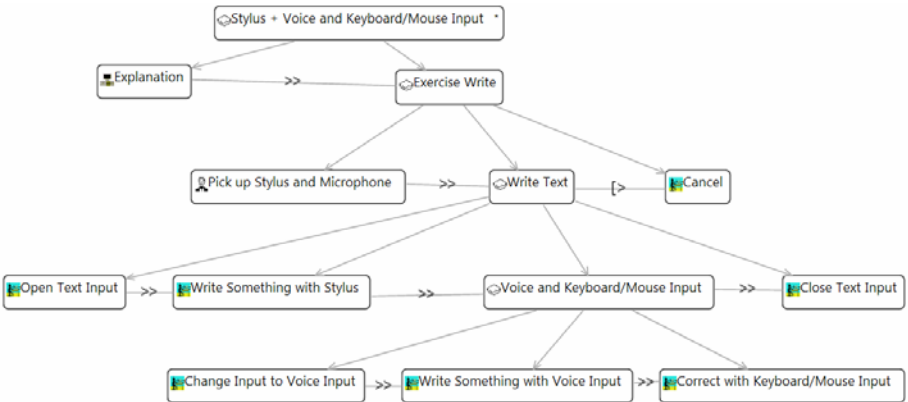 Stylus + Voice and Keyboard/Mouse Input *
Explanation >> Exercise Write
Pick up Stylus and Microphone >> Write Text [> Cancel
Open Text Input >> Write Something with Stylus >> Voice and Keyboard/Mouse Input >> Close Text Input
Change Input to Voice Input >> Write Something with Voice Input >> Correct with Keyboard/Mouse Input